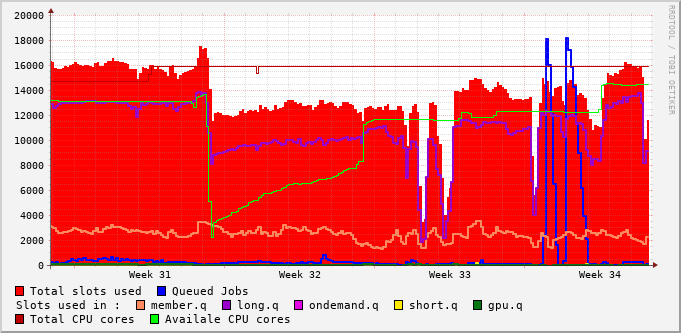 20000
18000
16000
14000
12000
10000
8000
6000
4000
2000
0
Week 31 Week 32 Week 33 Week 34
RRDTOOL / TOBI OETIKER
Total slots used Queued Jobs
Slots used in : member.q long.q ondemand.q short.q gpu.q
Total CPU cores Availale CPU cores